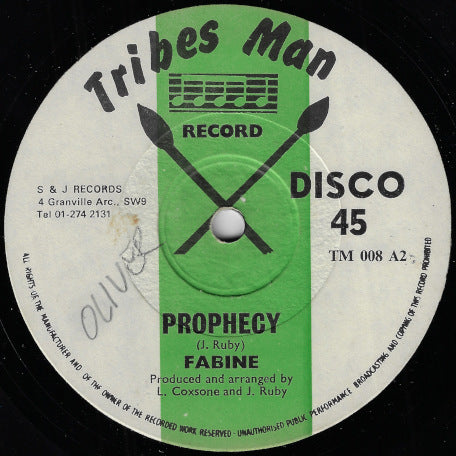 Tribes Man
RECORD
S & J RECORDS
4 Granville Arc., SW9
Tel 01-274 2131
DISCO
45
TM 008 A2
OLIVER
PROPHECY
(J. Ruby)
FABINE
Produced and arranged by
L. Coxsone and J. Ruby
ALL RIGHTS OF THE MANUFACTURER AND OF THE OWNER OF THE RECORDED WORK RESERVED - UNAUTHORISED PUBLIC PERFORMANCE BROADCASTING AND COPYING OF THIS RECORD PROHIBITED